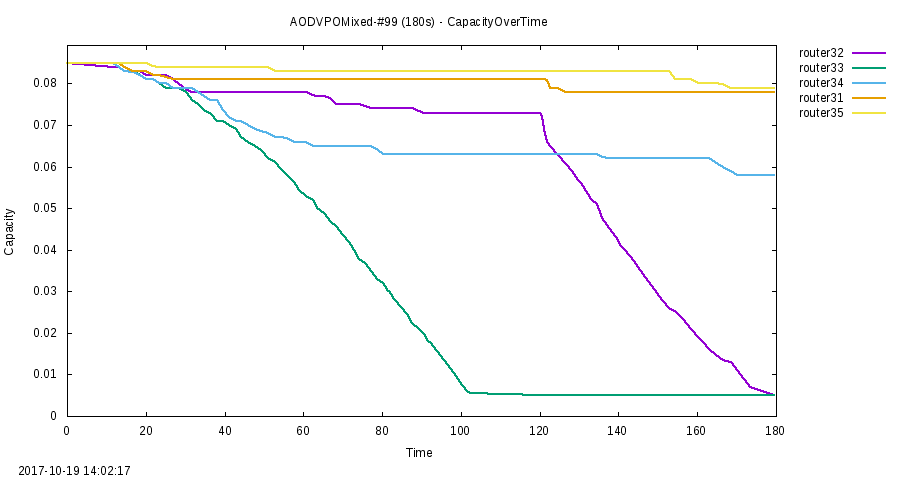 AODVPOMixed-#99 (180s) - CapacityOverTime
router32
router33
router34
router31
router35
0.08
0.07
0.06
0.05
0.04
0.03
0.02
0.01
0
Capacity
0 20 40 60 80 100 120 140 160 180
Time
2017-10-19 14:02:17